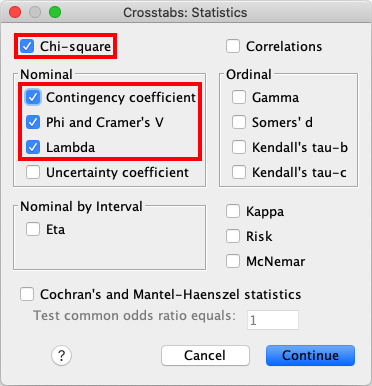 Crosstabs: Statistics
Chi-square
Correlations
Nominal
Contingency coefficient
Phi and Cramer's V
Lambda
Uncertainty coefficient
Ordinal
Gamma
Somers' d
Kendall's tau-b
Kendall's tau-c
Nominal by Interval
Eta
Kappa
Risk
McNemar
Cochran's and Mantel-Haenszel statistics
Test common odds ratio equals: 1
? Cancel Continue